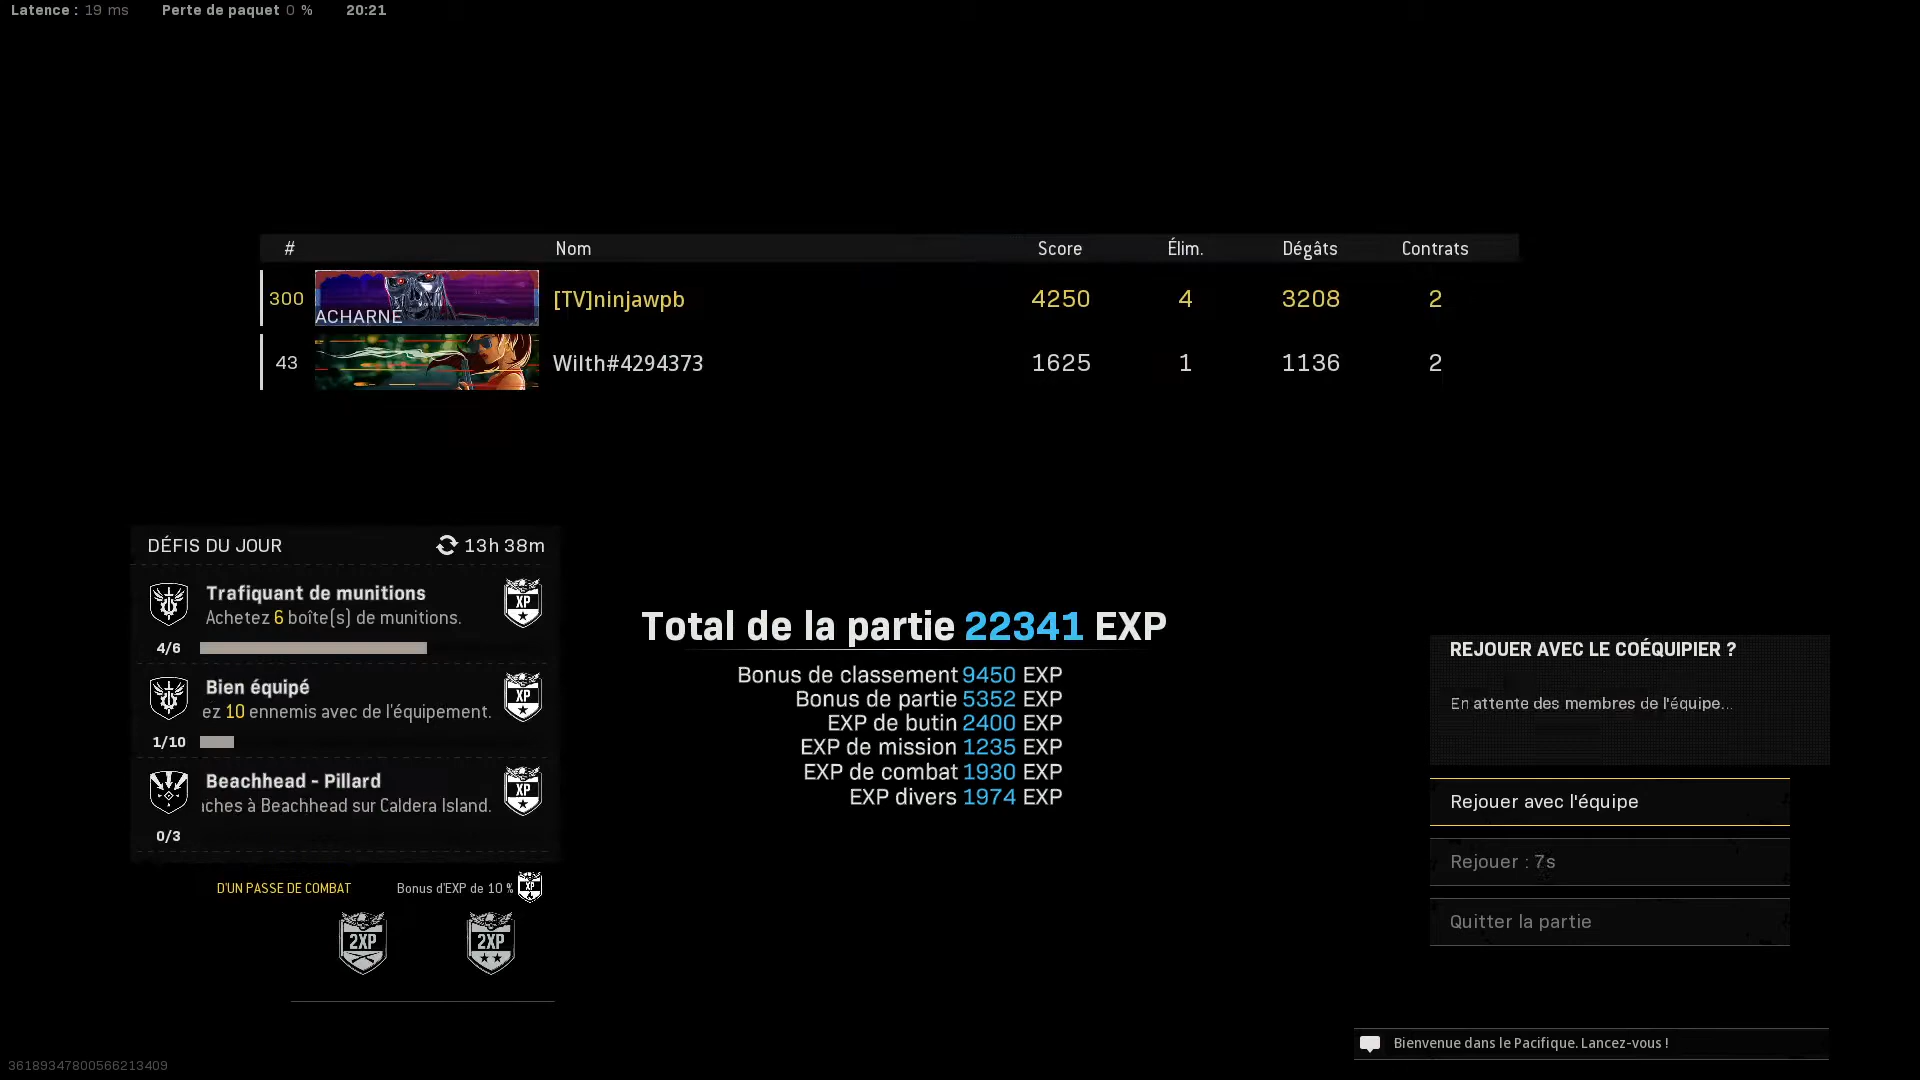 Latence : 19 ms Perte de paquet 0 % 20:21
# Nom Score Élim. Dégâts Contrats
300 ACHARNÉ [TV]ninjawpb 4250 4 3208 2
43 Wilth#4294373 1625 1 1136 2
DÉFIS DU JOUR 13h 38m
Trafiquant de munitions
Achetez 6 boîte(s) de munitions.
XP
4/6
Bien équipé
ez 10 ennemis avec de l'équipement.
XP
1/10
Beachhead - Pillard
aches à Beachhead sur Caldera Island.
XP
0/3
D'UN PASSE DE COMBAT Bonus d'EXP de 10 % XP
2XP 2XP
Total de la partie 22341 EXP
Bonus de classement 9450 EXP
Bonus de partie 5352 EXP
EXP de butin 2400 EXP
EXP de mission 1235 EXP
EXP de combat 1930 EXP
EXP divers 1974 EXP
REJOUER AVEC LE COÉQUIPIER ?
En attente des membres de l'équipe...
Rejouer avec l'équipe
Rejouer : 7s
Quitter la partie
Bienvenue dans le Pacifique. Lancez-vous !
36189347800566213409